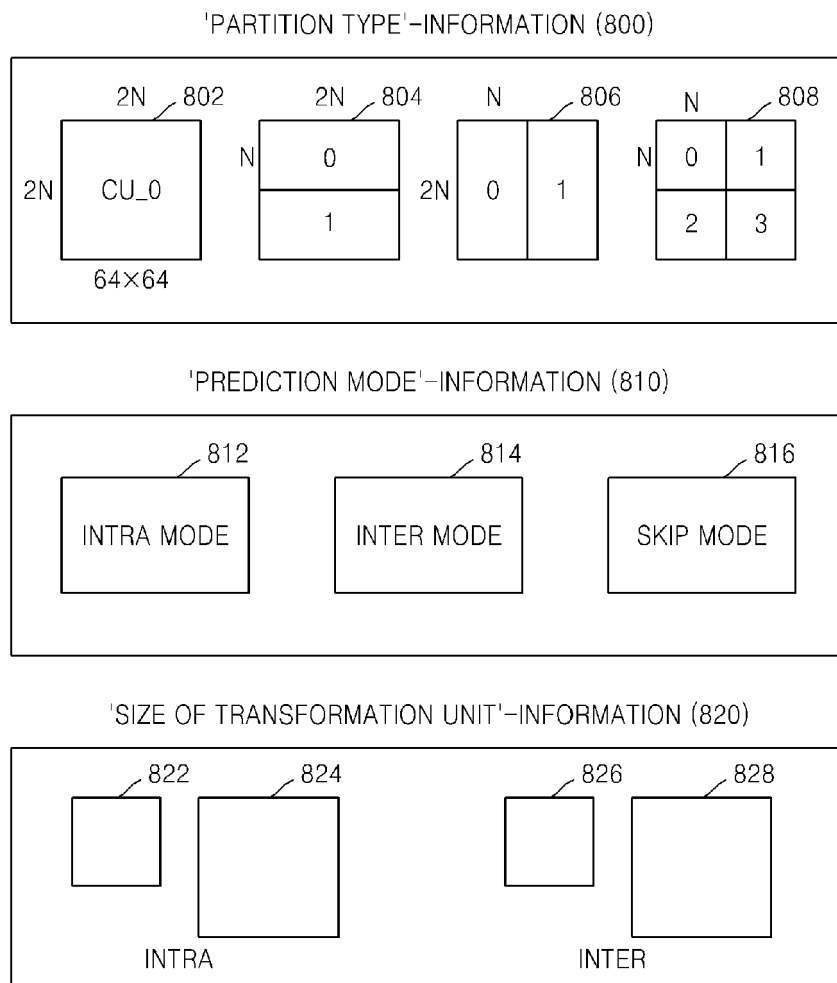 'PARTITION TYPE'-INFORMATION (800)
2N 802 2N 804 N 806 N 808
2N CU_0 N 0 2N 0 1 N 0 1
1 2 3
64×64
'PREDICTION MODE'-INFORMATION (810)
812 814 816
INTRA MODE INTER MODE SKIP MODE
'SIZE OF TRANSFORMATION UNIT'-INFORMATION (820)
822 824 826 828
INTRA INTER